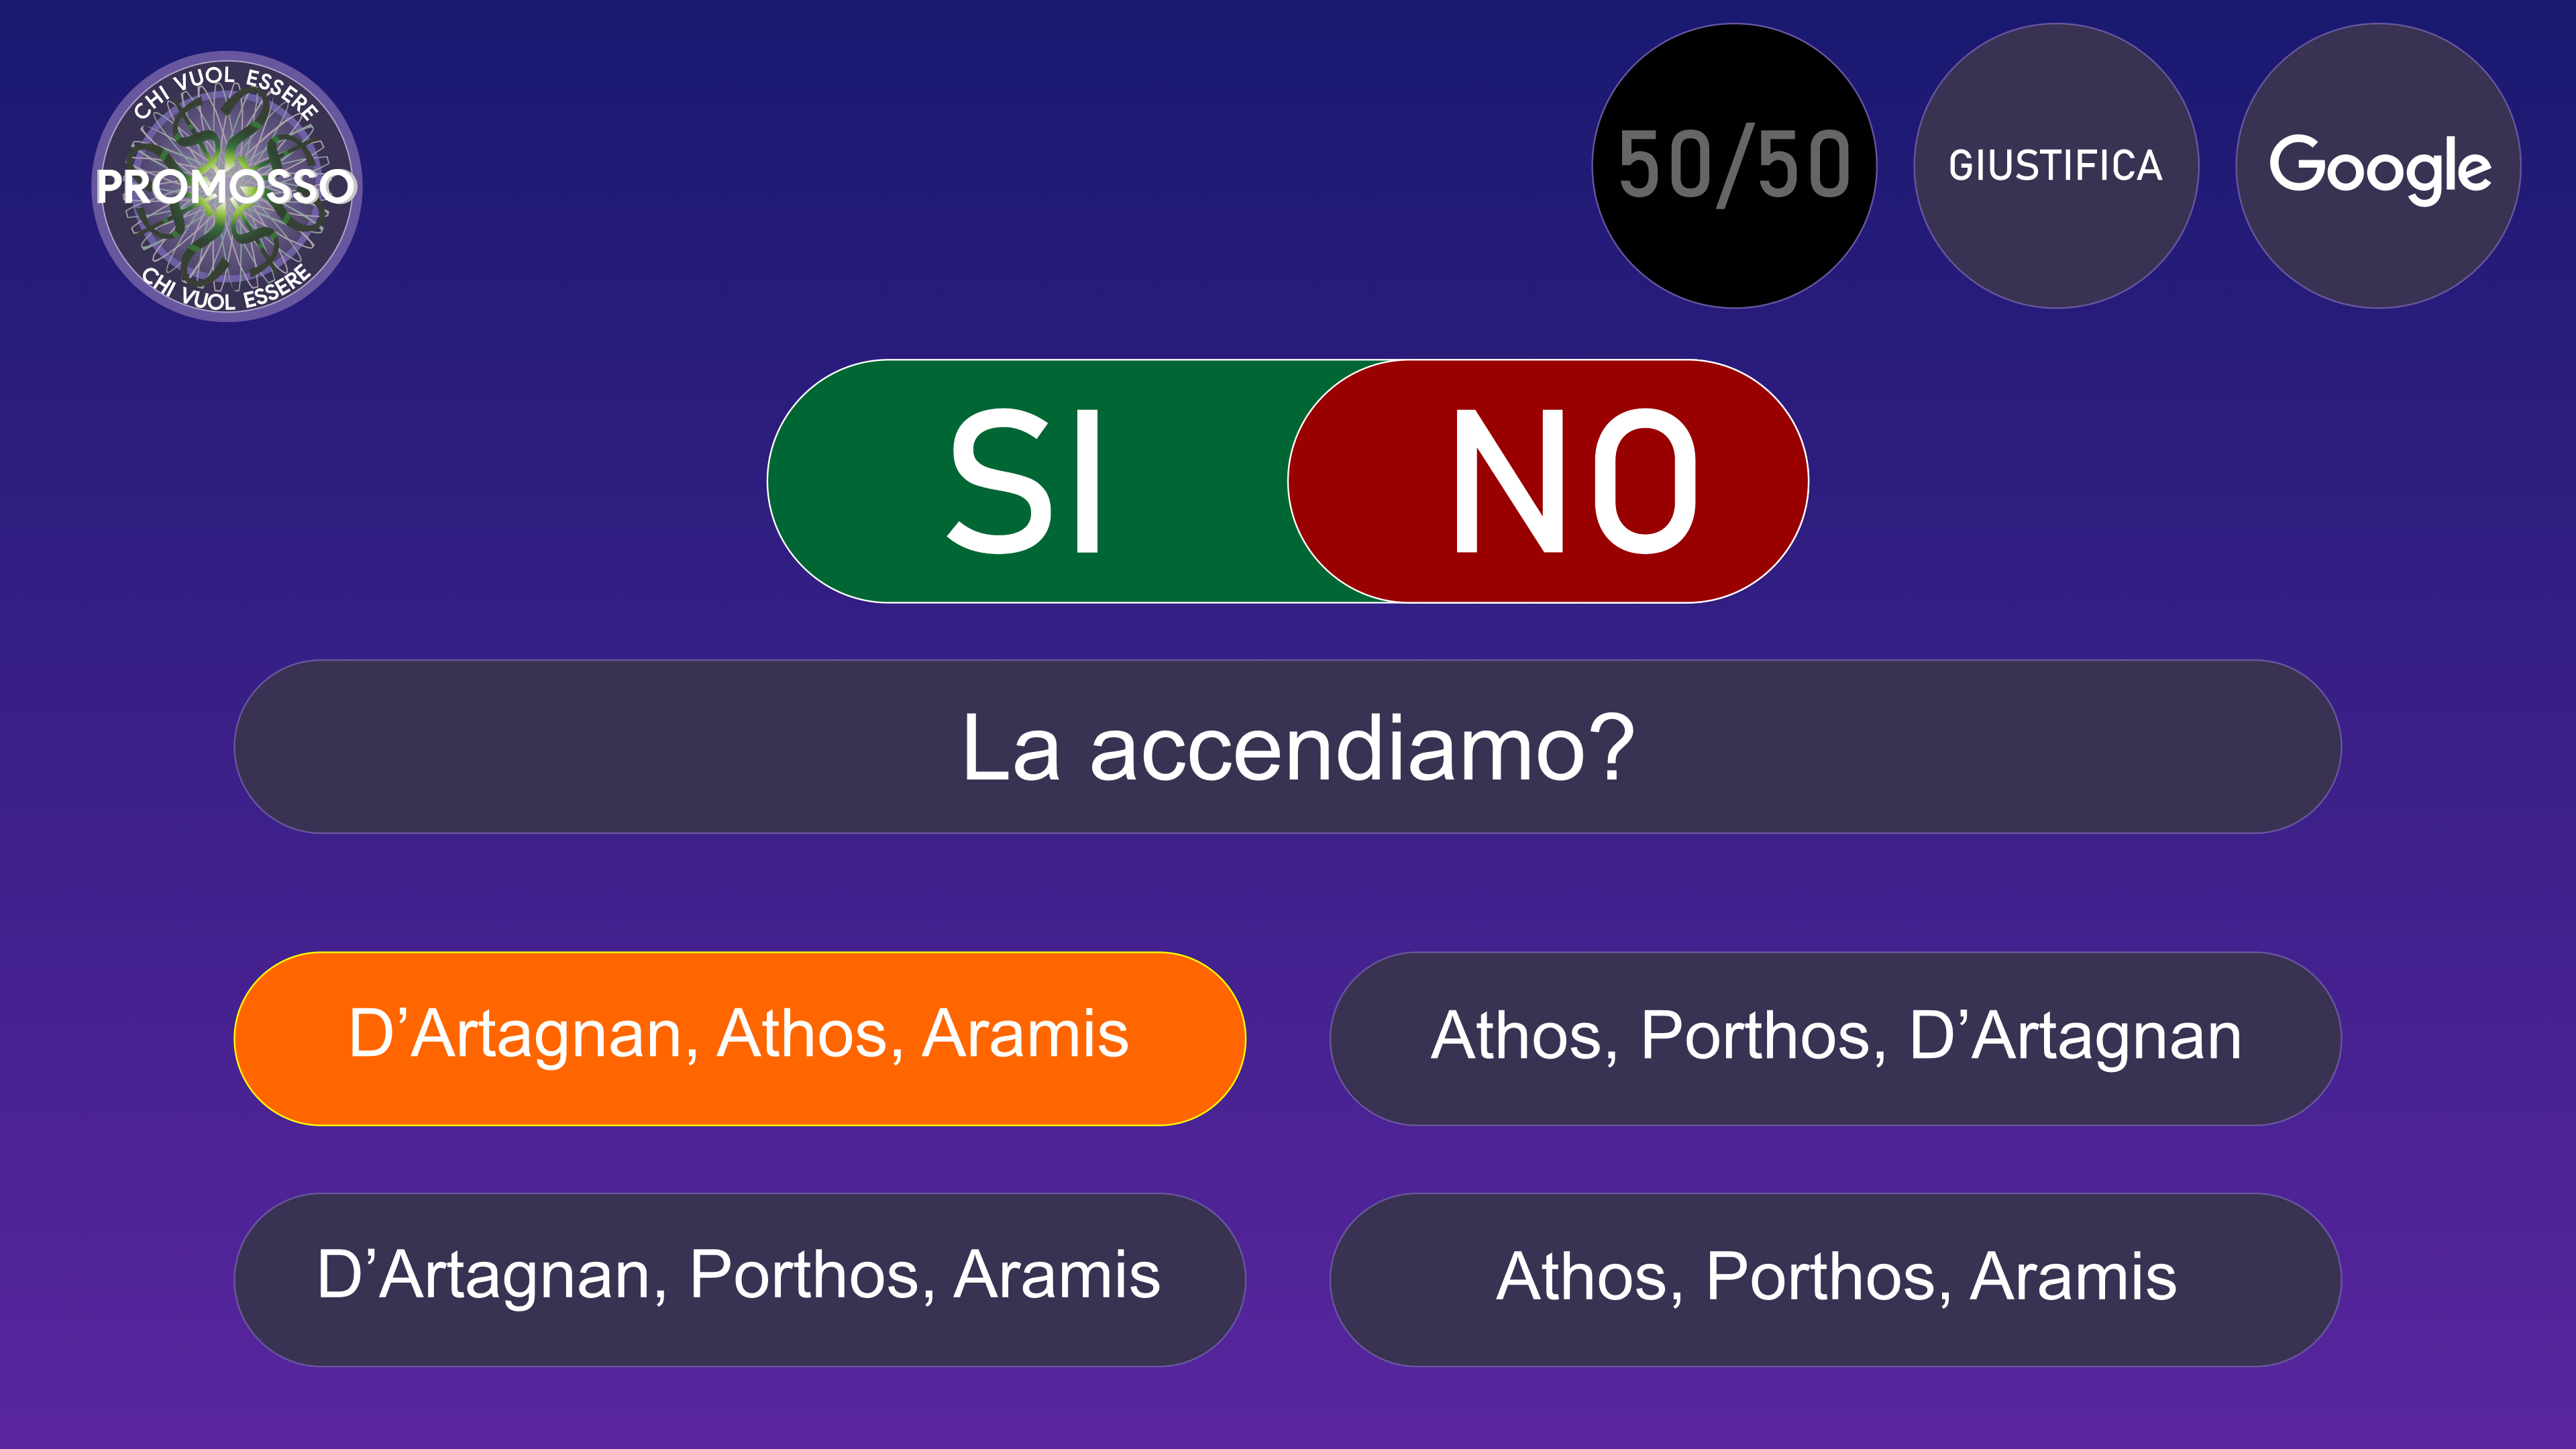 CHI VUOL ESSERE
PROMOSSO
CHI VUOL ESSERE
50/50
GIUSTIFICA
Google
SI
NO
La accendiamo?
D’Artagnan, Athos, Aramis
Athos, Porthos, D’Artagnan
D’Artagnan, Porthos, Aramis
Athos, Porthos, Aramis